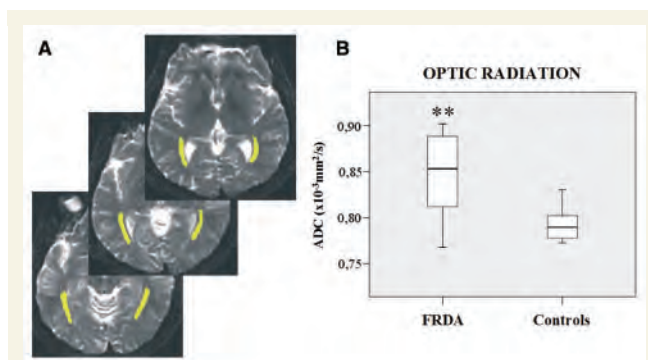 A
B
OPTIC RADIATION
**
0,90
0,85
0,80
0,75
ADC (x10⁻³mm²/s)
FRDA
Controls